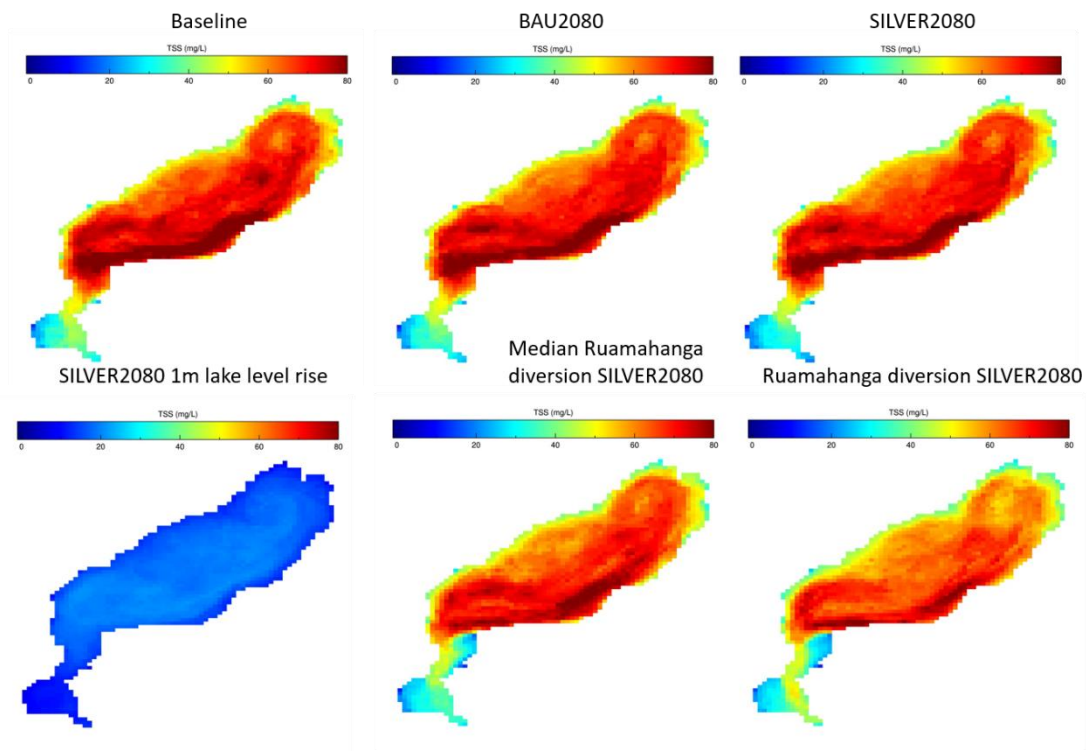 Baseline
BAU2080
SILVER2080
TSS (mg/L)
0 20 40 60 80
TSS (mg/L)
0 20 40 60 80
TSS (mg/L)
0 20 40 60 80
SILVER2080 1m lake level rise
Median Ruamahanga
diversion SILVER2080
Ruamahanga diversion SILVER2080
TSS (mg/L)
0 20 40 60 80
TSS (mg/L)
0 20 40 60 80
TSS (mg/L)
0 20 40 60 80